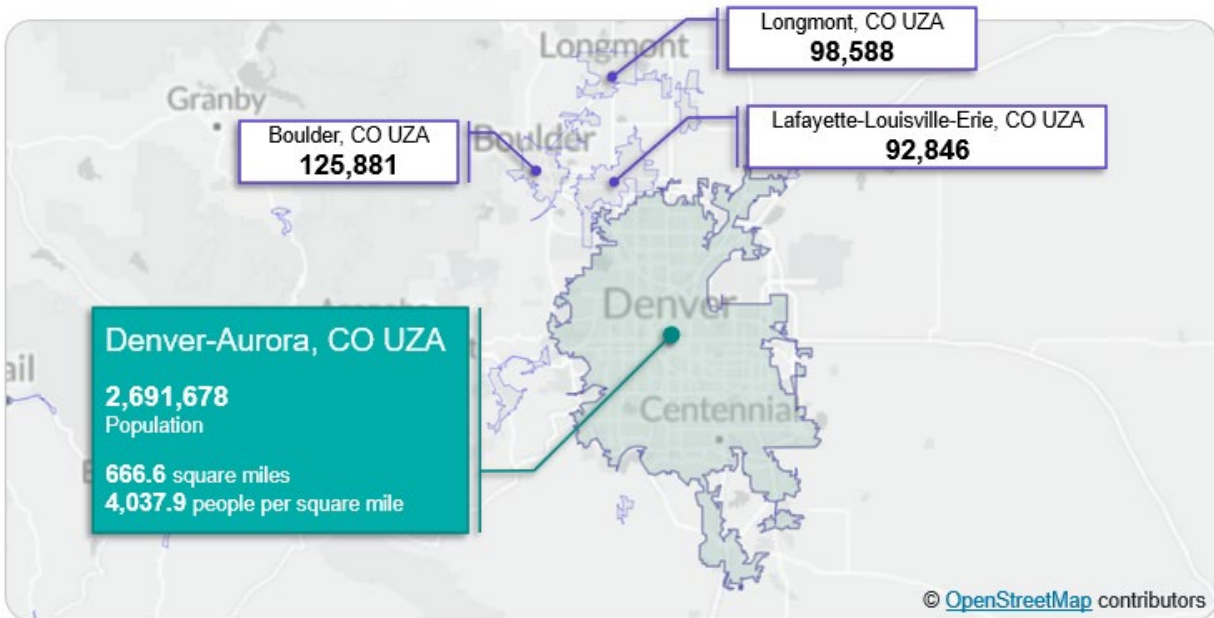 Longmont, CO UZA
98,588
Longmont
Granby
Boulder, CO UZA
125,881
Boulder
Lafayette-Louisville-Erie, CO UZA
92,846
Denver
Denver-Aurora, CO UZA
2,691,678
Population
666.6 square miles
4,037.9 people per square mile
ail
Centennial
© OpenStreetMap contributors